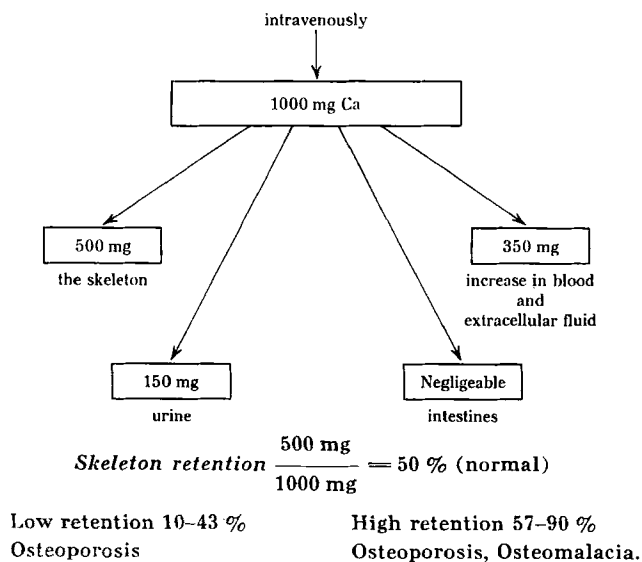 intravenously
1000 mg Ca
500 mg
the skeleton
350 mg
increase in blood
and
extracellular fluid
150 mg
urine
Negligeable
intestines
Skeleton retention 500 mg / 1000 mg = 50 % (normal)
Low retention 10–43 %
Osteoporosis
High retention 57–90 %
Osteoporosis, Osteomalacia.